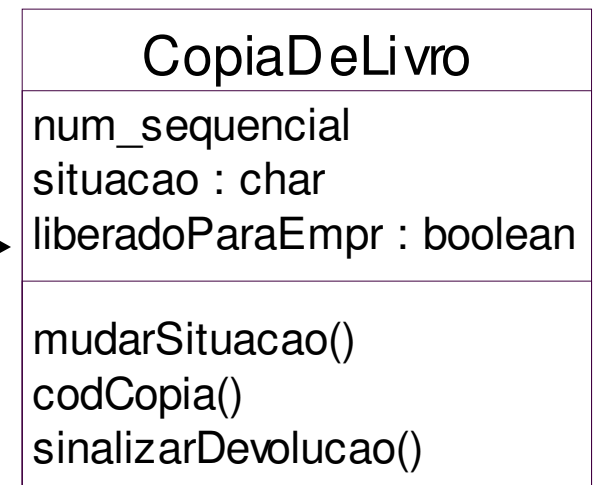 CopiaDeLivro
num_sequencial
situacao : char
liberadoParaEmpr : boolean
mudarSituacao()
codCopia()
sinalizarDevolucao()